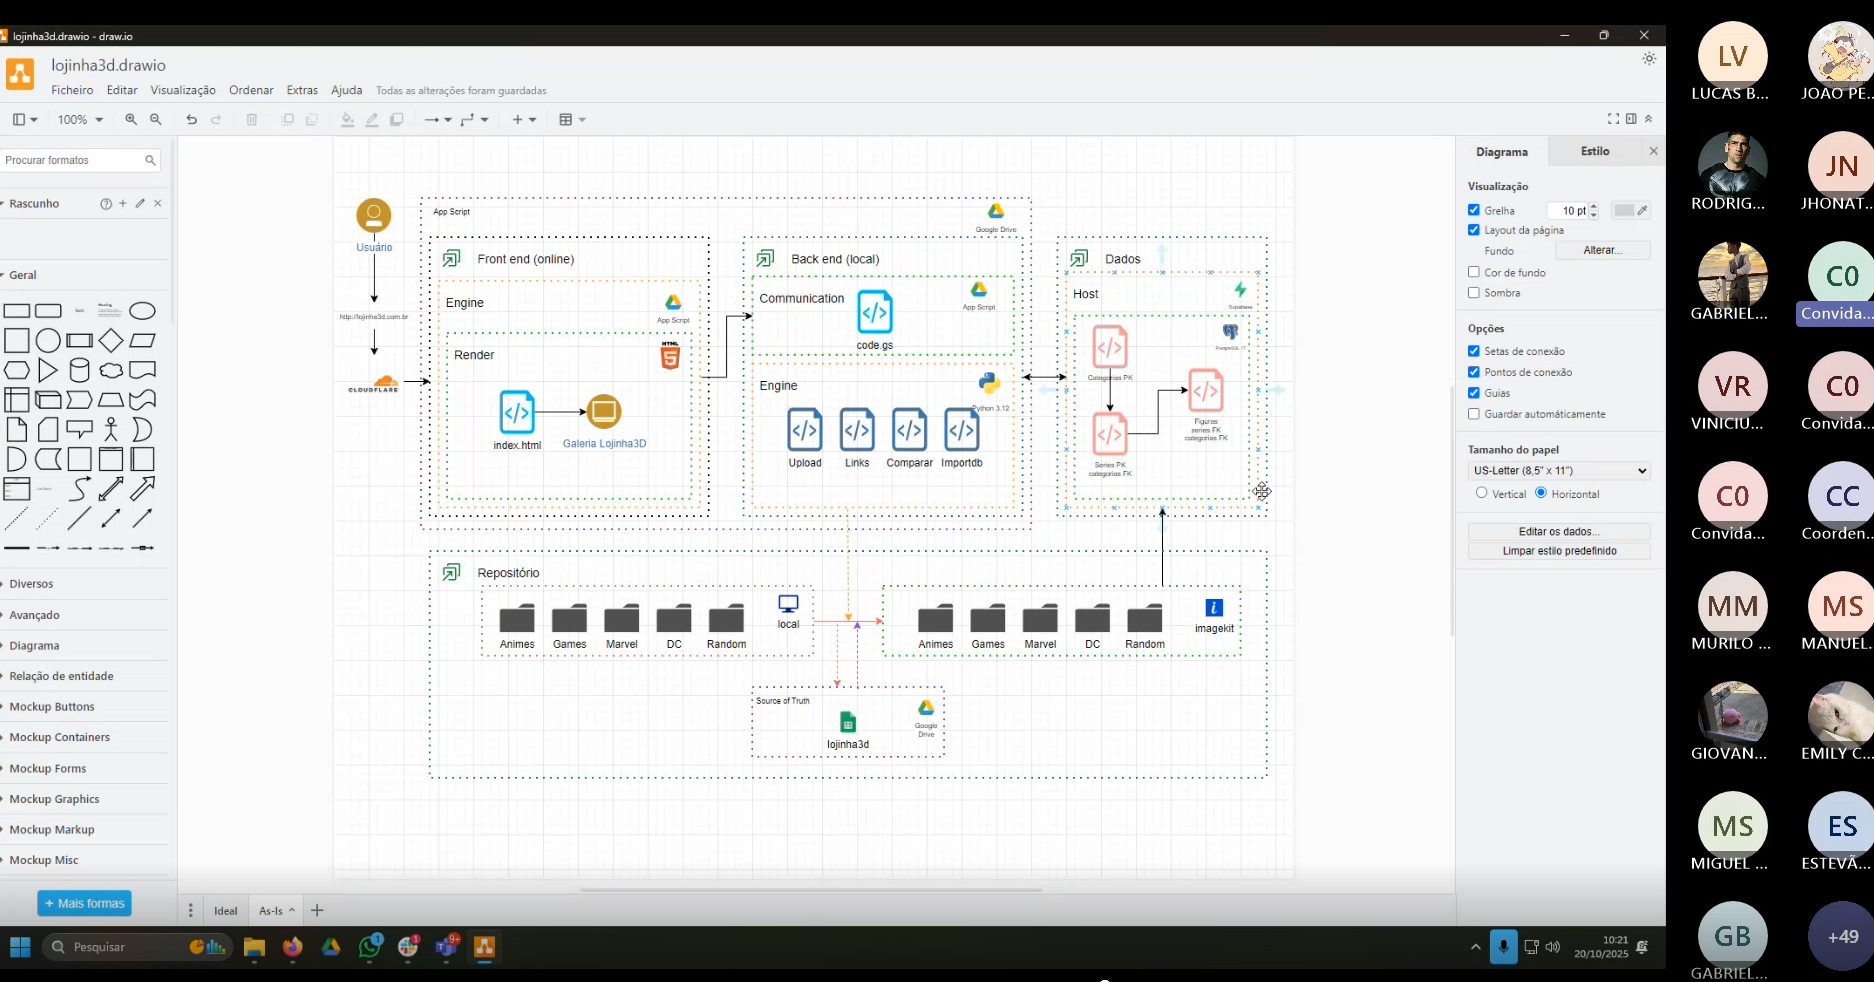 lojinha3d.drawio - draw.io
lojinha3d.drawio
Ficheiro Editar Visualização Ordenar Extras Ajuda Todas as alterações foram guardadas
100%
Procurar formatos
Rascunho
Geral
Diversos
Avançado
Diagrama
Relação de entidade
Mockup Buttons
Mockup Containers
Mockup Forms
Mockup Graphics
Mockup Markup
Mockup Misc
+ Mais formas
Usuário
http://lojinha3d.com.br
CLOUDFLARE
App Script
Google Drive
Front end (online)
Engine
App Script
Render
HTML
5
index.html
Galeria Lojinha3D
Back end (local)
Communication
App Script
code.gs
Engine
Python 3.12
Upload Links Comparar Importdb
Dados
Host
Supabase
PostgreSQL 17
Categorias PK
Series PK
categorias FK
Figuras
series FK
categorias FK
Repositório
Animes Games Marvel DC Random
local
Animes Games Marvel DC Random
imagekit
Source of Truth
lojinha3d
Google
Drive
Ideal As-Is
Diagrama Estilo
Visualização
Grelha 10 pt
Layout da página
Fundo Alterar...
Cor de fundo
Sombra
Opções
Setas de conexão
Pontos de conexão
Guias
Guardar automáticamente
Tamanho do papel
US-Letter (8,5" x 11")
Vertical Horizontal
Editar os dados...
Limpar estilo predefinido
Pesquisar
1
1
9+
10:21
20/10/2025
LV
LUCAS B...
JOAO PE...
RODRIG...
JN
JHONAT...
GABRIEL...
C0
Convida...
VR
VINICIU...
C0
Convida...
C0
Convida...
CC
Coorden...
MM
MURILO ...
MS
MANUEL...
GIOVAN...
EMILY C...
MS
MIGUEL ...
ES
ESTEVÃ...
GB
GABRIEL...
+49